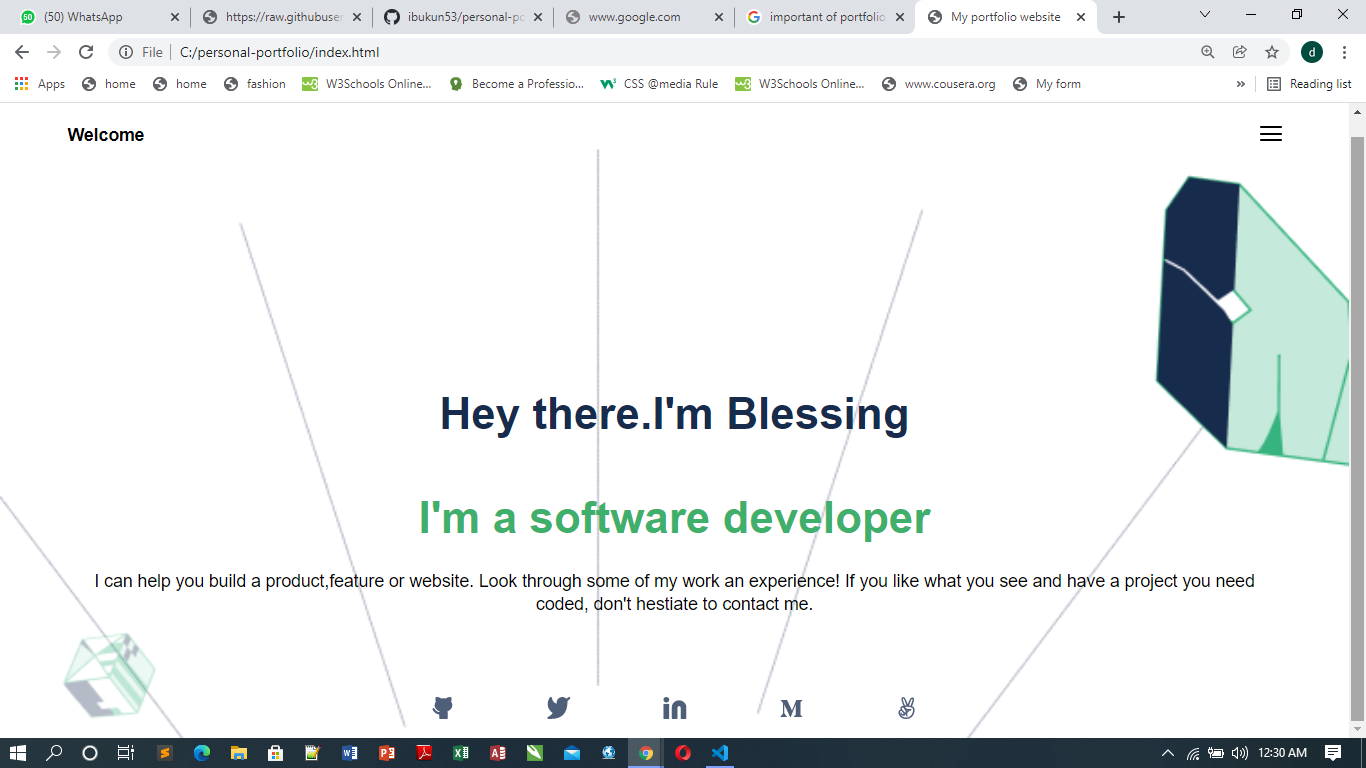 (50) WhatsApp
https://raw.githubuser
ibukun53/personal-po
www.google.com
important of portfolio
My portfolio website
File
C:/personal-portfolio/index.html
d
Apps
home
home
fashion
W3Schools Online...
Become a Professio...
CSS @media Rule
W3Schools Online...
www.cousera.org
My form
»
Reading list
Welcome
Hey there.I'm Blessing
I'm a software developer
I can help you build a product,feature or website. Look through some of my work an experience! If you like what you see and have a project you need
coded, don't hestiate to contact me.
12:30 AM